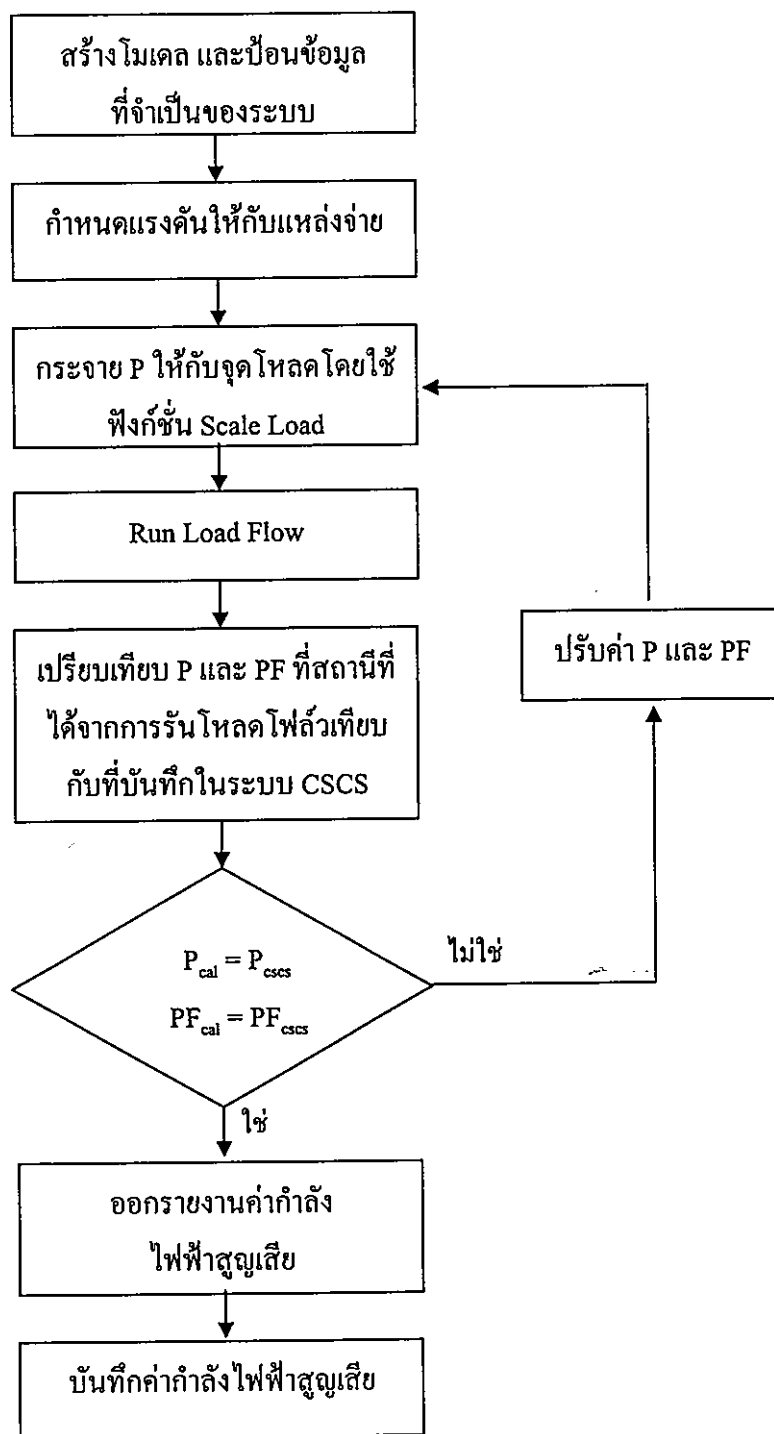 สร้างโมเดล และป้อนข้อมูล
ที่จำเป็นของระบบ
กำหนดแรงดันให้กับแหล่งจ่าย
กระจาย P ให้กับจุดโหลดโดยใช้
ฟังก์ชั่น Scale Load
Run Load Flow
เปรียบเทียบ P และ PF ที่สถานีที่
ได้จากการรันโหลดโฟล์วเทียบ
กับที่บันทึกในระบบ CSCS
ปรับค่า P และ PF
P_cal = P_cscs
PF_cal = PF_cscs
ไม่ใช่
ใช่
ออกรายงานค่ากำลัง
ไฟฟ้าสูญเสีย
บันทึกค่ากำลังไฟฟ้าสูญเสีย